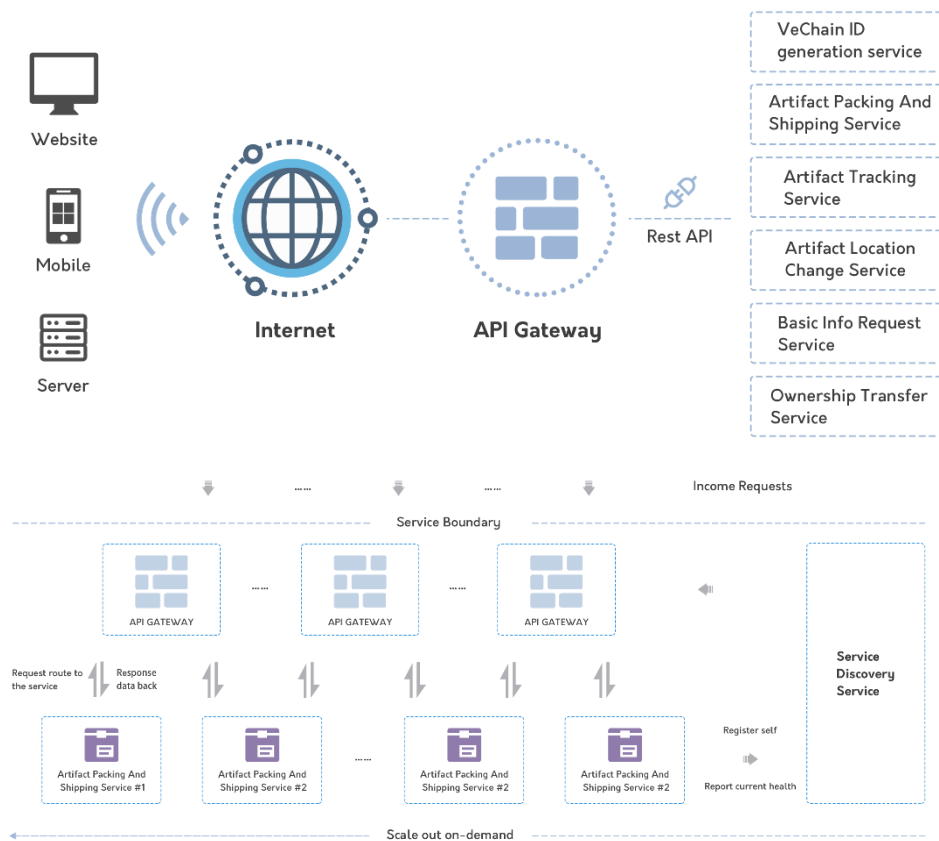 VeChain ID
generation service
Website
Artifact Packing And
Shipping Service
Artifact Tracking
Service
Mobile
Rest API
Artifact Location
Change Service
Internet
API Gateway
Basic Info Request
Service
Server
Ownership Transfer
Service
......
......
Income Requests
Service Boundary
......
......
API GATEWAY
API GATEWAY
API GATEWAY
Request route to
the service
Response
data back
Service
Discovery
Service
Artifact Packing And
Shipping Service #1
Artifact Packing And
Shipping Service #2
......
Artifact Packing And
Shipping Service #2
Artifact Packing And
Shipping Service #2
Register self
Report current health
Scale out on-demand